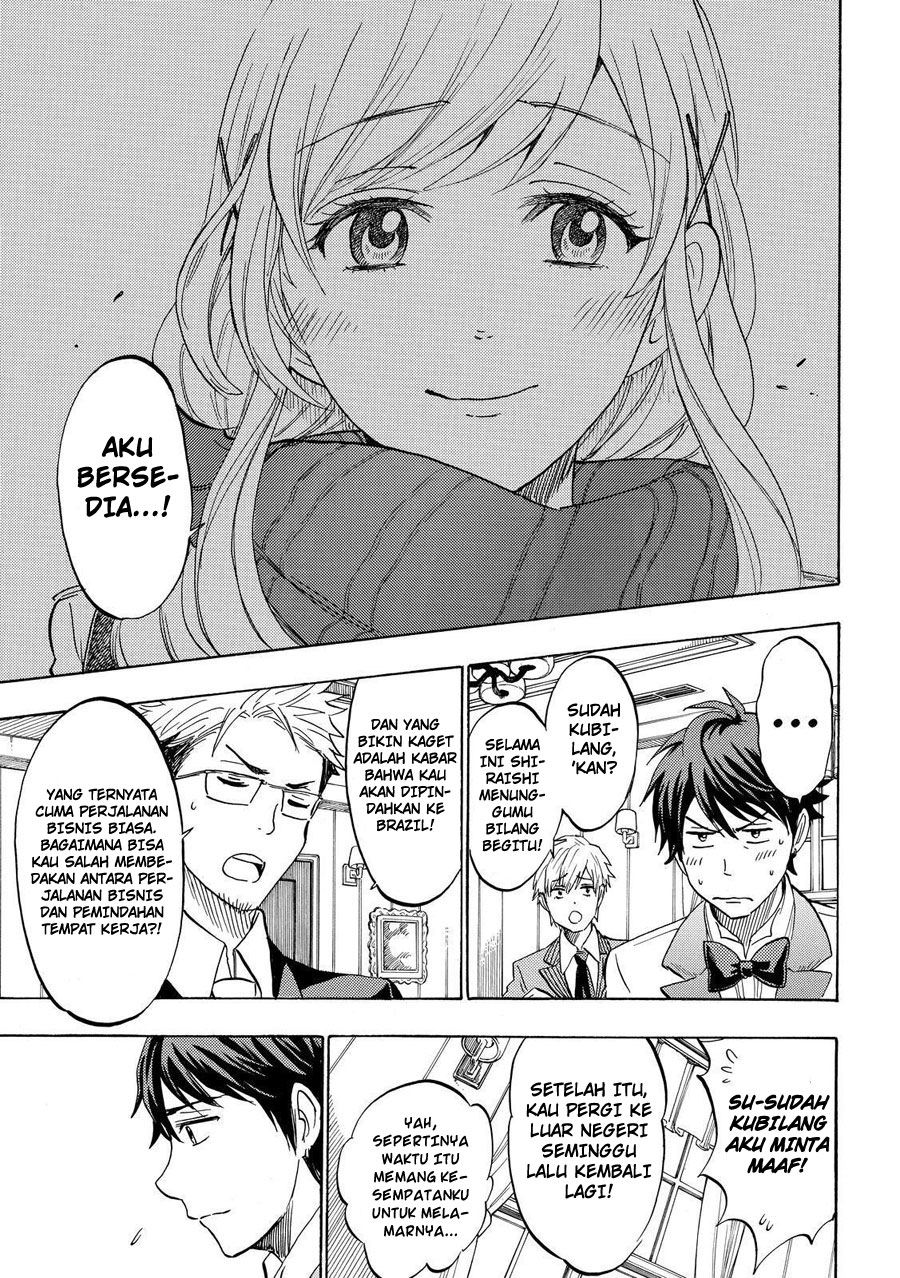 AKU
BERSE-
DIA...!
...
SUDAH
KUBI-
LANG,
'KAN?
SELAMA
INI SHI-
RAISHI
MENUNG-
GUMU
BILANG
BEGITU!
DAN YANG
BIKIN KAGET
ADALAH KABAR
BAHWA KAU
AKAN DIPIN-
DAHKAN KE
BRAZIL!
YANG TERNYATA
CUMA PERJALANAN
BISNIS BIASA.
BAGAIMANA BISA
KAU SALAH MEMBE-
DAKAN ANTARA PER-
JALANAN BISNIS
DAN PEMINDAHAN
TEMPAT KERJA?!
SU-SUDAH
KUBILANG
AKU MINTA
MAAF!
SETELAH ITU,
KAU PERGI KE
LUAR NEGERI
SEMINGGU
LALU KEMBALI
LAGI!
YAH,
SEPERTINYA
WAKTU ITU
MEMANG KE-
SEMPATANKU
UNTUK MELA-
MARNYA...